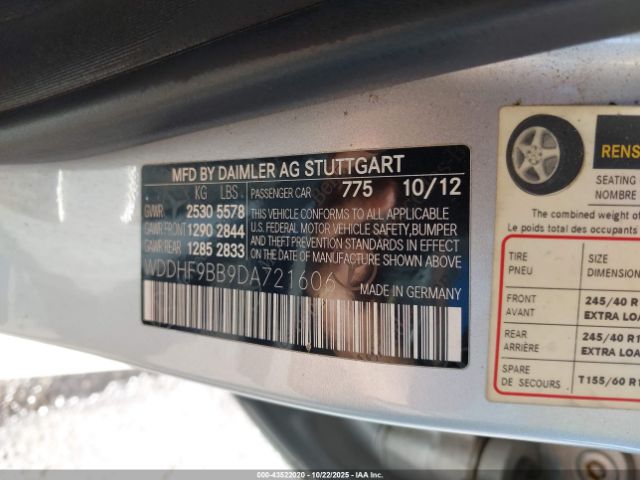 MFD BY DAIMLER AG STUTTGART
KG LBS
PASSENGER CAR 775 10/12
GVWR 2530 5578
GAWR FRONT 1290 2844
GAWR REAR 1285 2833
THIS VEHICLE CONFORMS TO ALL APPLICABLE
U.S. FEDERAL MOTOR VEHICLE SAFETY, BUMPER
AND THEFT PREVENTION STANDARDS IN EFFECT
ON THE DATE OF MANUFACTURE SHOWN ABOVE
WDDHF9BB9DA721606
MADE IN GERMANY
RENS
SEATING
NOMBRE
The combined weight of
Le poids total des occupants
TIRE
PNEU
SIZE
DIMENSION
FRONT
AVANT
245/40 R
EXTRA LOA
REAR
ARRIÈRE
245/40 R1
EXTRA LOA
SPARE
DE SECOURS
T155/60 R1
000-43522020 - 10/22/2025 - IAA Inc.